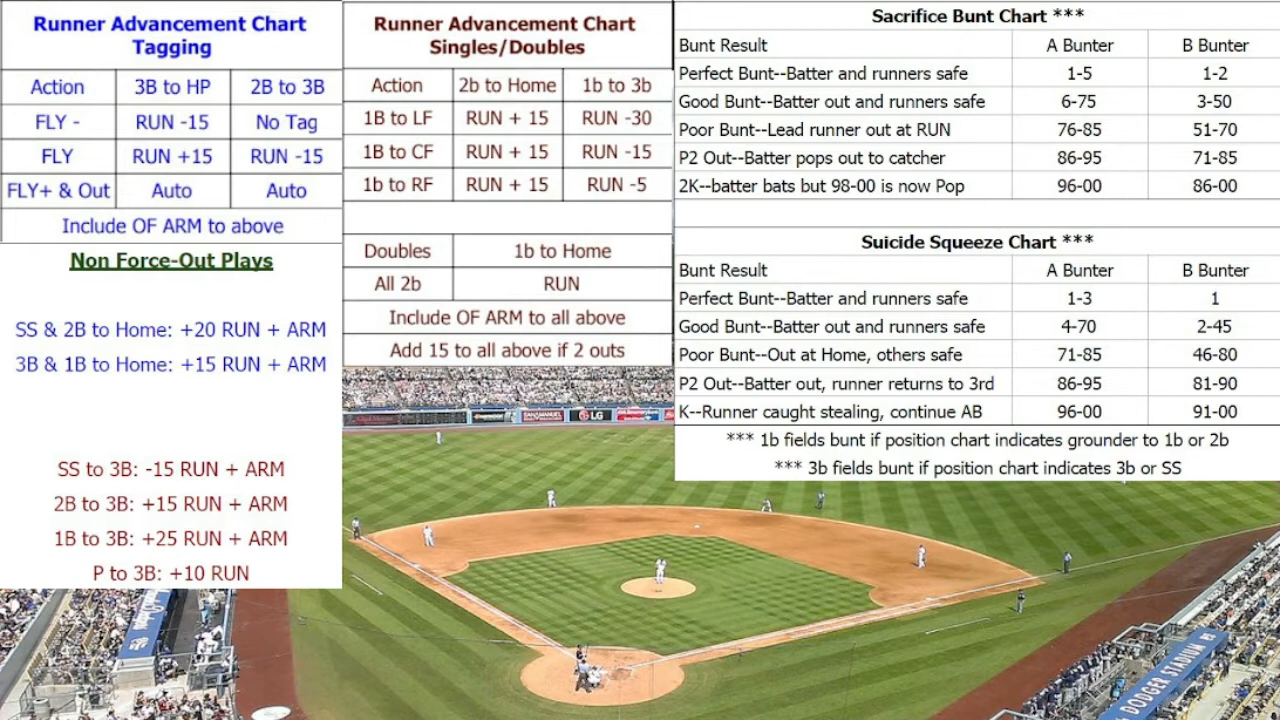 Runner Advancement Chart
Tagging
Action 3B to HP 2B to 3B
FLY - RUN -15 No Tag
FLY RUN +15 RUN -15
FLY+ & Out Auto Auto
Include OF ARM to above
Non Force-Out Plays
SS & 2B to Home: +20 RUN + ARM
3B & 1B to Home: +15 RUN + ARM
SS to 3B: -15 RUN + ARM
2B to 3B: +15 RUN + ARM
1B to 3B: +25 RUN + ARM
P to 3B: +10 RUN
Runner Advancement Chart
Singles/Doubles
Action 2b to Home 1b to 3b
1B to LF RUN + 15 RUN -30
1B to CF RUN + 15 RUN -15
1b to RF RUN + 15 RUN -5
Doubles 1b to Home
All 2b RUN
Include OF ARM to all above
Add 15 to all above if 2 outs
Sacrifice Bunt Chart ***
Bunt Result A Bunter B Bunter
Perfect Bunt--Batter and runners safe 1-5 1-2
Good Bunt--Batter out and runners safe 6-75 3-50
Poor Bunt--Lead runner out at RUN 76-85 51-70
P2 Out--Batter pops out to catcher 86-95 71-85
2K--batter bats but 98-00 is now Pop 96-00 86-00
Suicide Squeeze Chart ***
Bunt Result A Bunter B Bunter
Perfect Bunt--Batter and runners safe 1-3 1
Good Bunt--Batter out and runners safe 4-70 2-45
Poor Bunt--Out at Home, others safe 71-85 46-80
P2 Out--Batter out, runner returns to 3rd 86-95 81-90
K--Runner caught stealing, continue AB 96-00 91-00
*** 1b fields bunt if position chart indicates grounder to 1b or 2b
*** 3b fields bunt if position chart indicates 3b or SS
LG
DODGER STADIUM